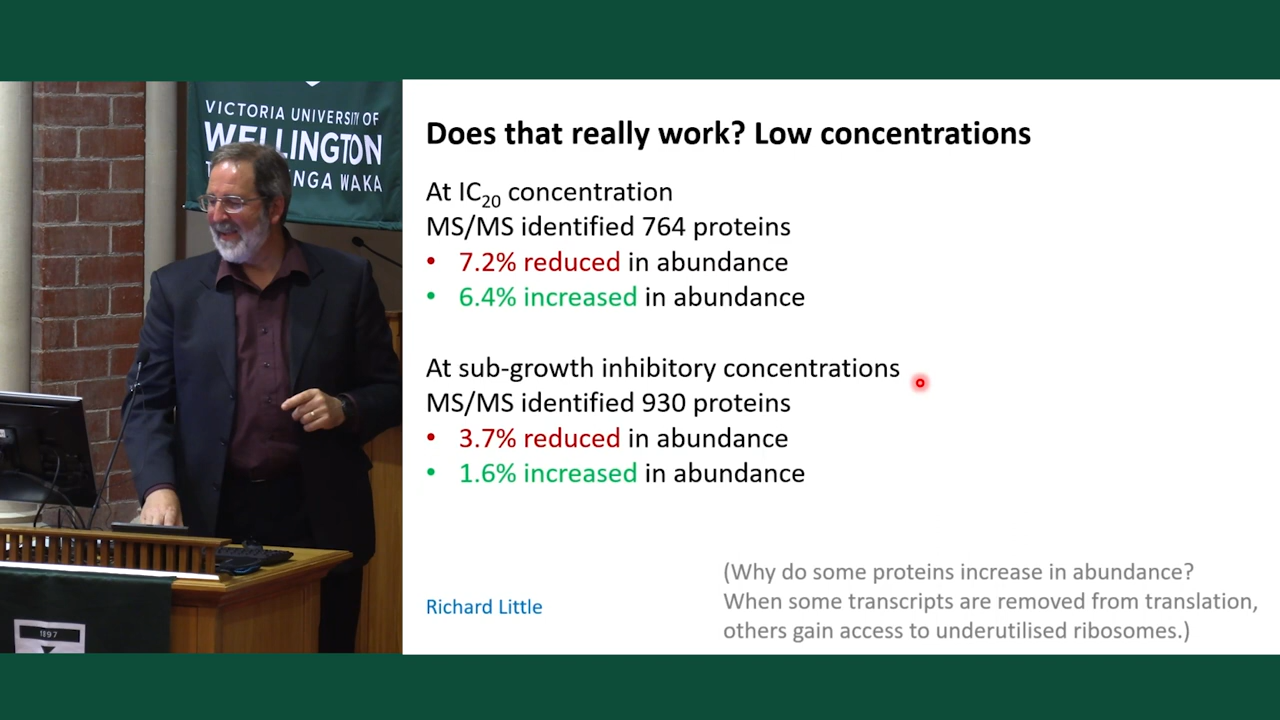 VICTORIA UNIVERSITY OF
WELLINGTON
NGA WAKA
1897
Does that really work? Low concentrations
At IC20 concentration
MS/MS identified 764 proteins
• 7.2% reduced in abundance
• 6.4% increased in abundance
At sub-growth inhibitory concentrations
MS/MS identified 930 proteins
• 3.7% reduced in abundance
• 1.6% increased in abundance
Richard Little
(Why do some proteins increase in abundance?
When some transcripts are removed from translation,
others gain access to underutilised ribosomes.)